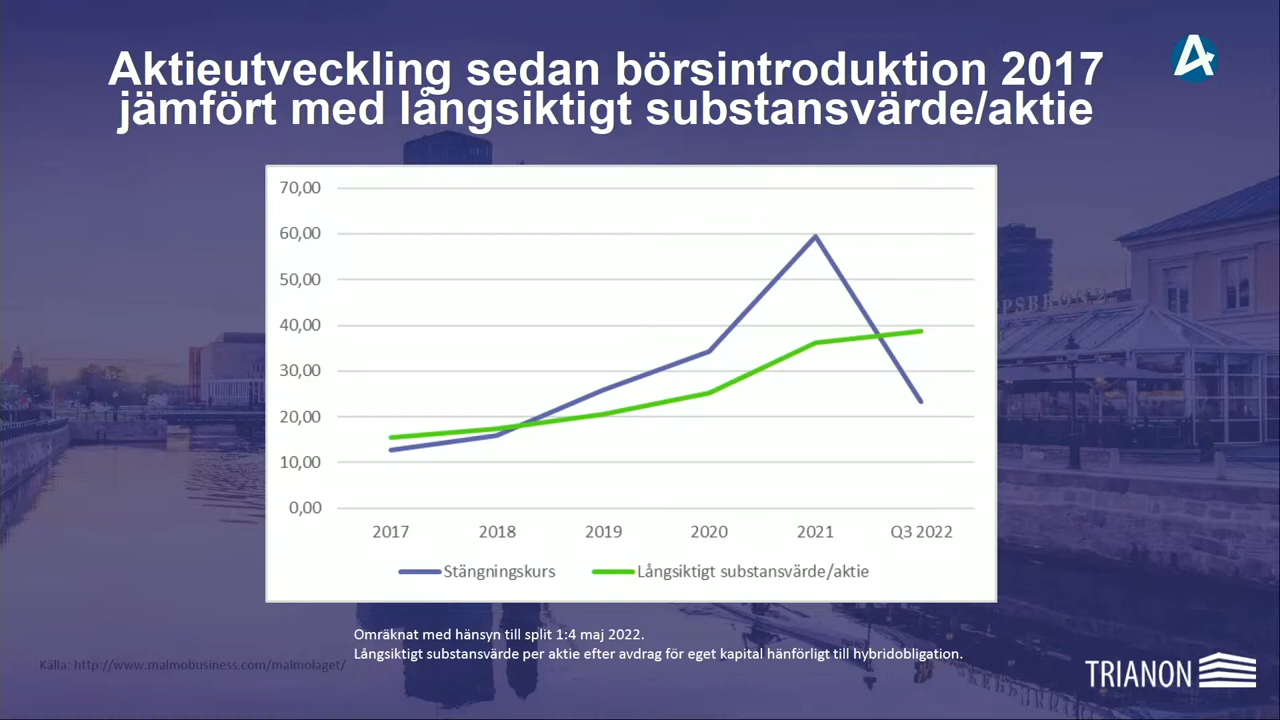 Aktieutveckling sedan börsintroduktion 2017
jämfört med långsiktigt substansvärde/aktie
70,00
60,00
50,00
40,00
30,00
20,00
10,00
0,00
2017 2018 2019 2020 2021 Q3 2022
Stängningskurs Långsiktigt substansvärde/aktie
Omräknat med hänsyn till split 1:4 maj 2022.
Långsiktigt substansvärde per aktie efter avdrag för eget kapital hänförligt till hybridobligation.
Källa: http://www.malmobusiness.com/malmolaget/
TRIANON